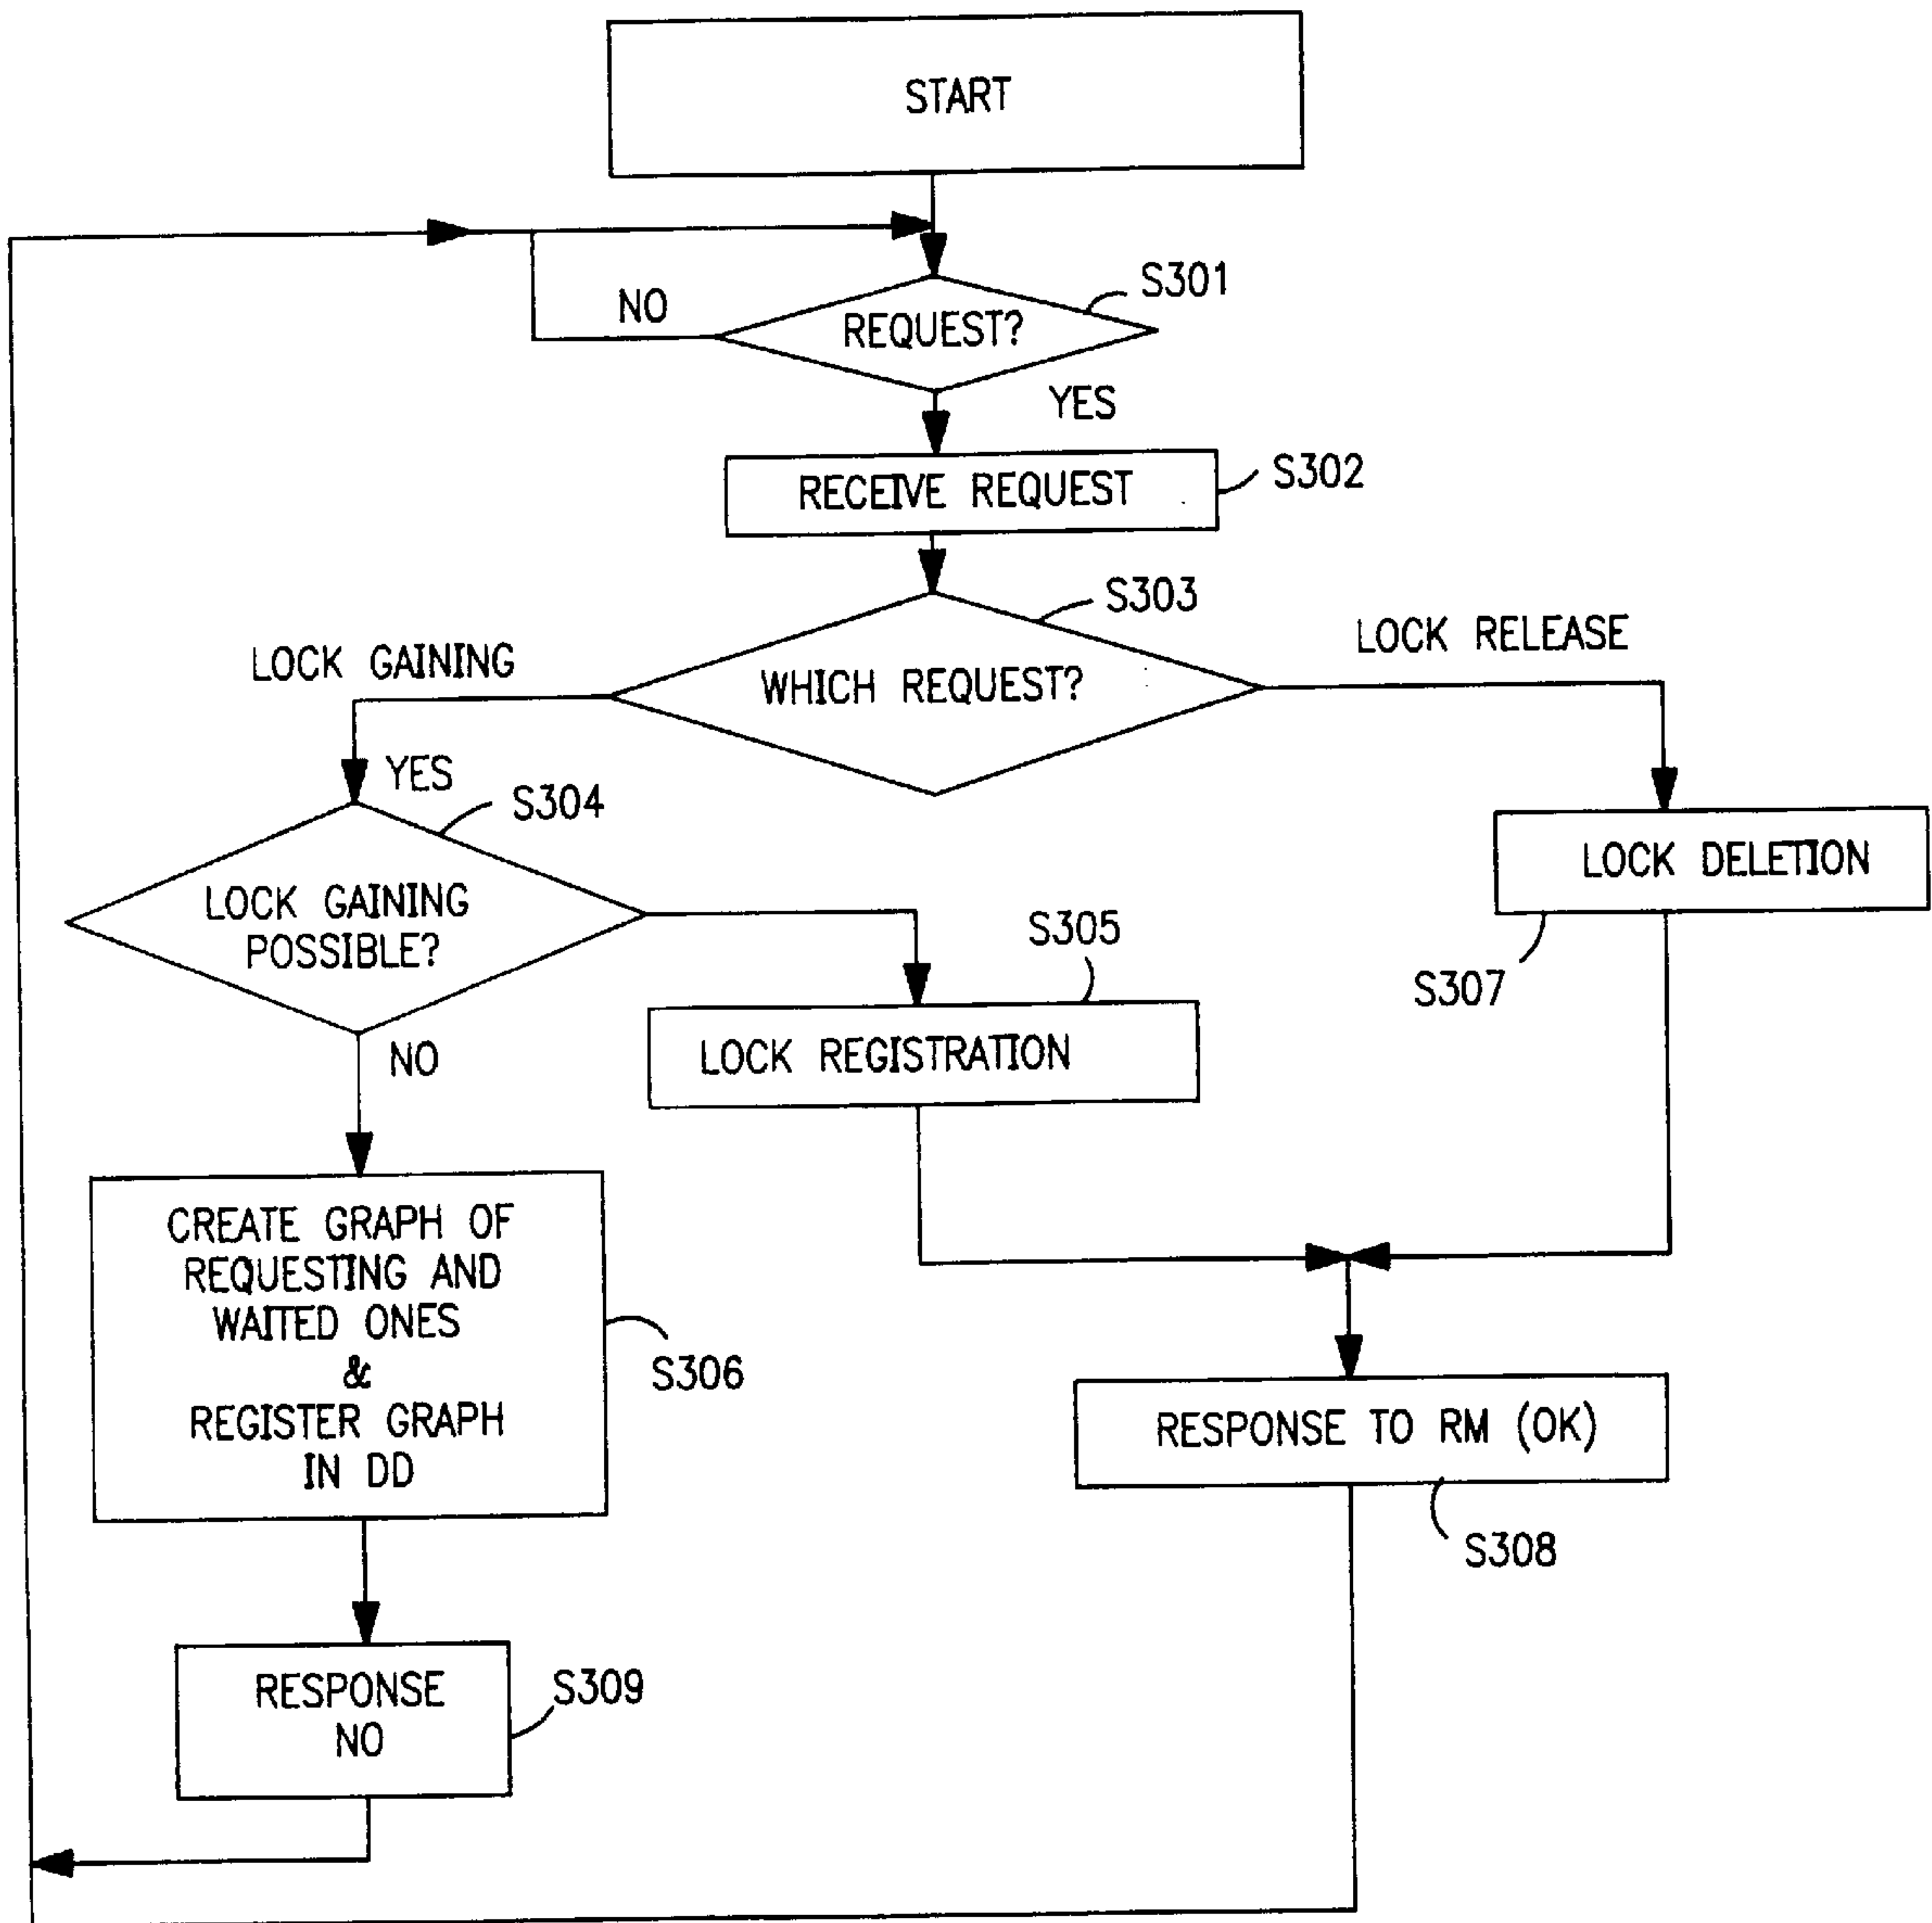 START
S301
NO
REQUEST?
YES
RECEIVE REQUEST
S302
S303
LOCK GAINING
WHICH REQUEST?
LOCK RELEASE
YES
S304
LOCK GAINING
POSSIBLE?
LOCK DELETION
S305
S307
NO
LOCK REGISTRATION
CREATE GRAPH OF
REQUESTING AND
WAITED ONES
&
REGISTER GRAPH
IN DD
S306
RESPONSE TO RM (OK)
S308
RESPONSE
NO
S309